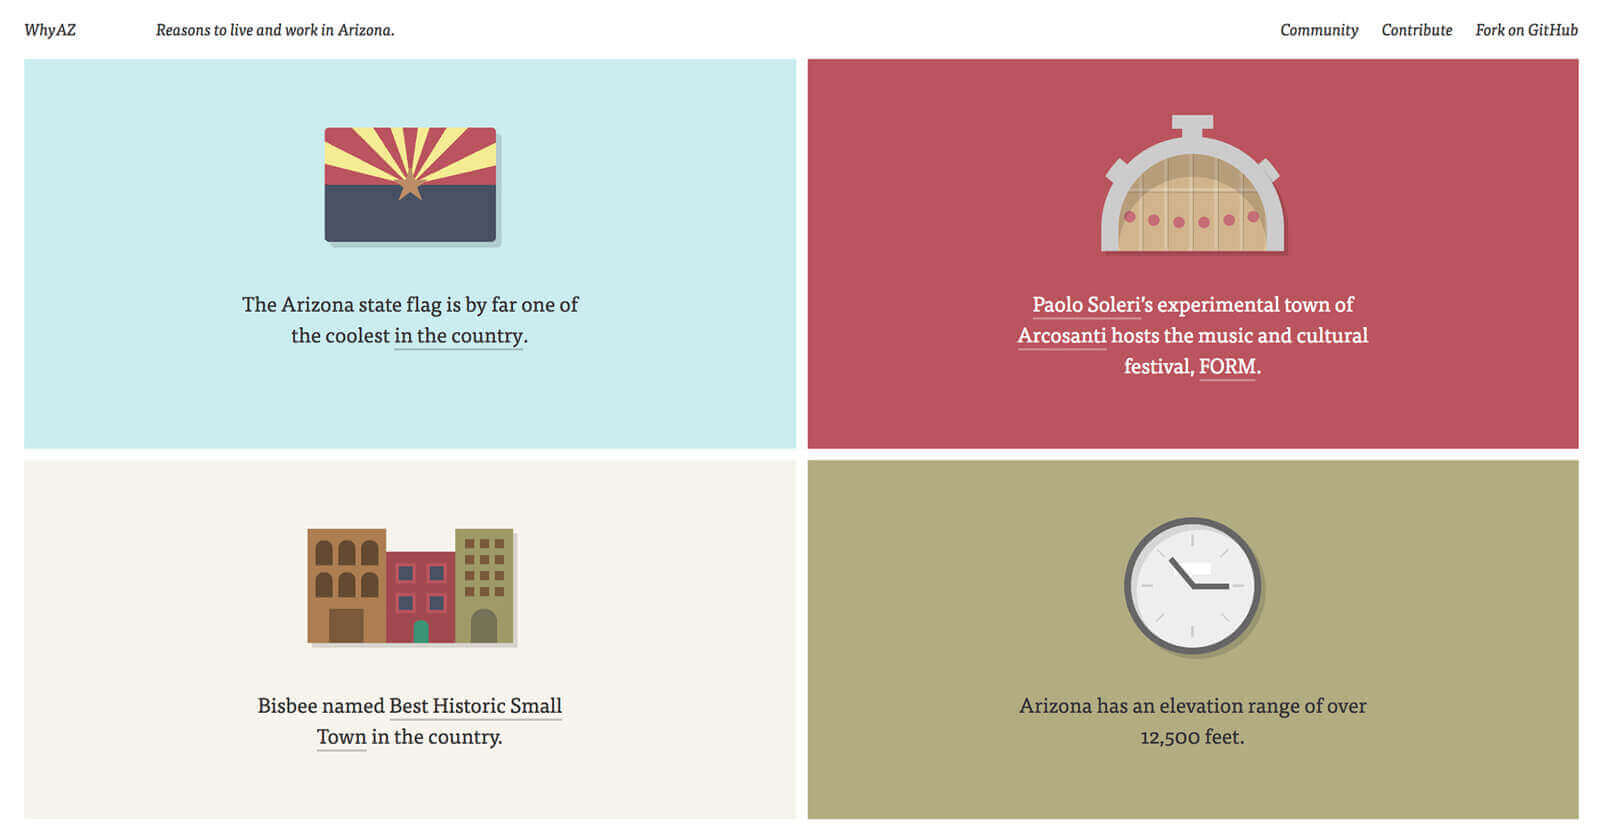 WhyAZ
Reasons to live and work in Arizona.
Community
Contribute
Fork on GitHub
The Arizona state flag is by far one of
the coolest in the country.
Paolo Soleri's experimental town of
Arcosanti hosts the music and cultural
festival, FORM.
Bisbee named Best Historic Small
Town in the country.
Arizona has an elevation range of over
12,500 feet.